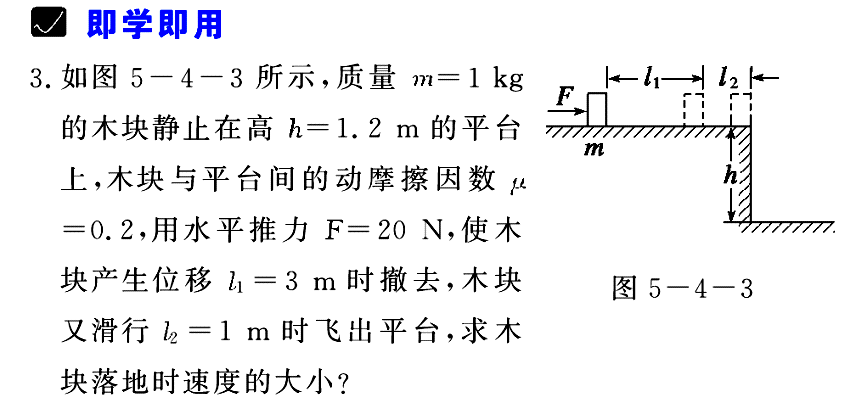 即学即用
3. 如图 5-4-3 所示,质量 m=1 kg
的木块静止在高 h=1.2 m 的平台
上,木块与平台间的动摩擦因数 μ
=0.2,用水平推力 F=20 N,使木
块产生位移 l₁=3 m 时撤去,木块
又滑行 l₂=1 m 时飞出平台,求木
块落地时速度的大小?
F
l₁
l₂
m
h
图 5-4-3